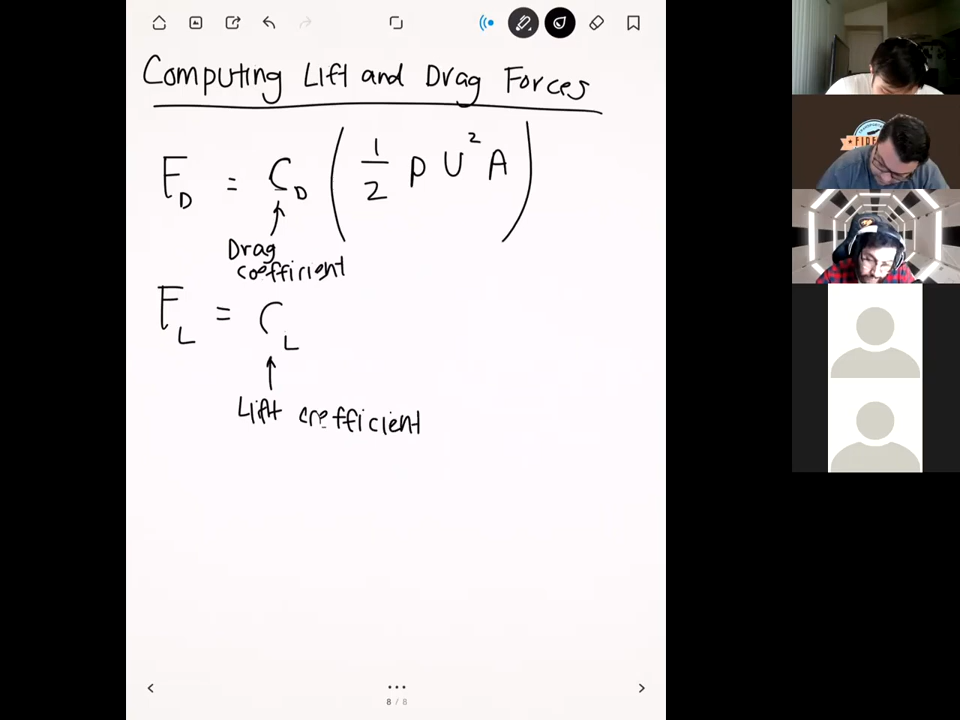 Computing Lift and Drag Forces
F_D = C_D ( 1/2 ρ U² A )
Drag
coefficient
F_L = C_L
Lift coefficient
8 / 8